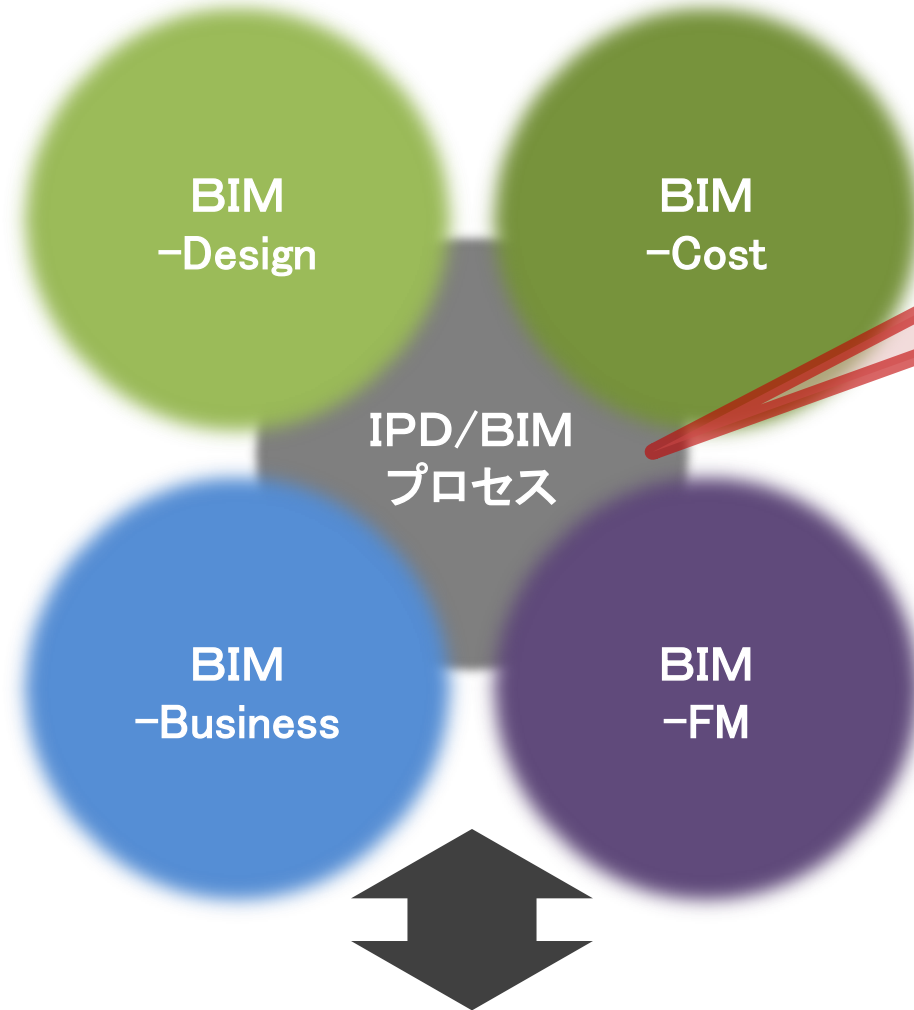 BIM
-Design
BIM
-Cost
IPD/BIM
プロセス
BIM
-Business
BIM
-FM